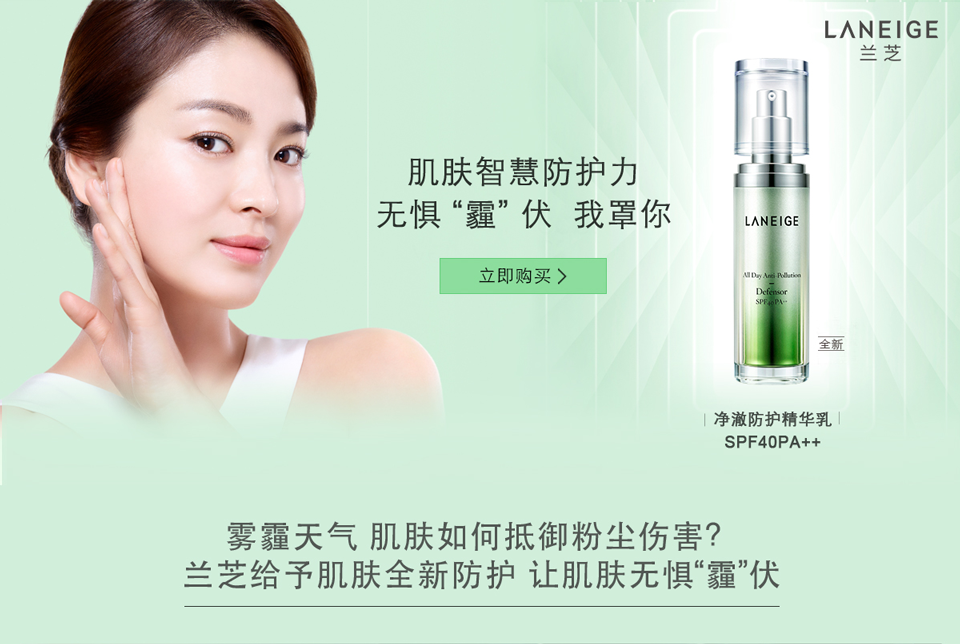 LANEIGE
兰芝
肌肤智慧防护力
无惧“霾”伏 我罩你
立即购买
LANEIGE
All Day Anti-Pollution
Defensor
SPF40PA++
全新
净澈防护精华乳
SPF40PA++
雾霾天气 肌肤如何抵御粉尘伤害?
兰芝给予肌肤全新防护 让肌肤无惧“霾”伏